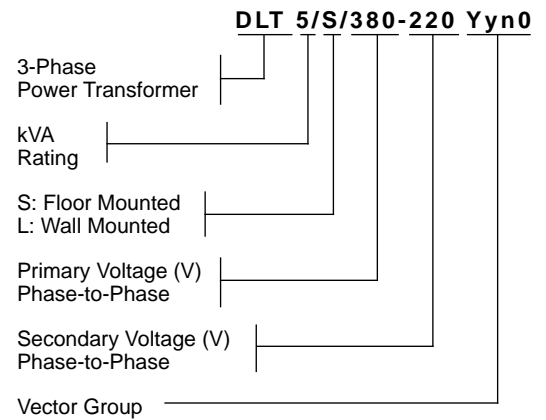 DLT 5/S/380-220 Yyn0
3-Phase
Power Transformer
kVA
Rating
S: Floor Mounted
L: Wall Mounted
Primary Voltage (V)
Phase-to-Phase
Secondary Voltage (V)
Phase-to-Phase
Vector Group